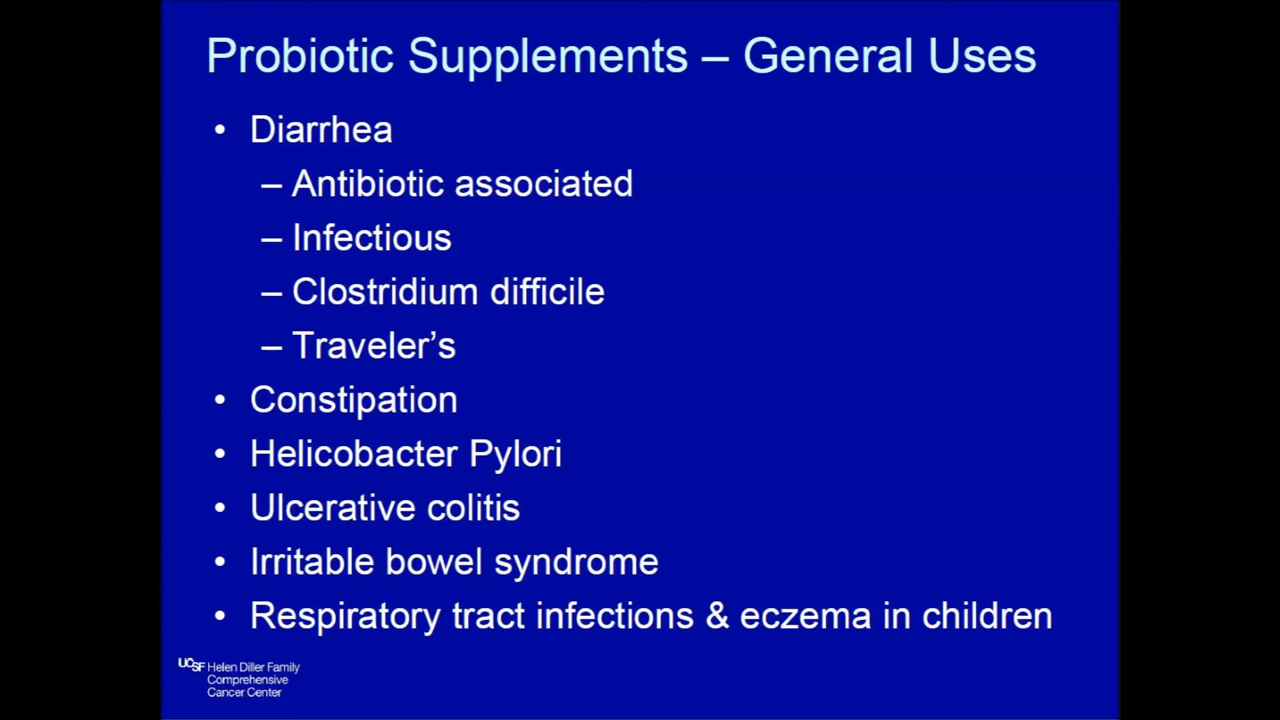 Probiotic Supplements – General Uses
• Diarrhea
– Antibiotic associated
– Infectious
– Clostridium difficile
– Traveler’s
• Constipation
• Helicobacter Pylori
• Ulcerative colitis
• Irritable bowel syndrome
• Respiratory tract infections & eczema in children
UCSF Helen Diller Family
Comprehensive
Cancer Center